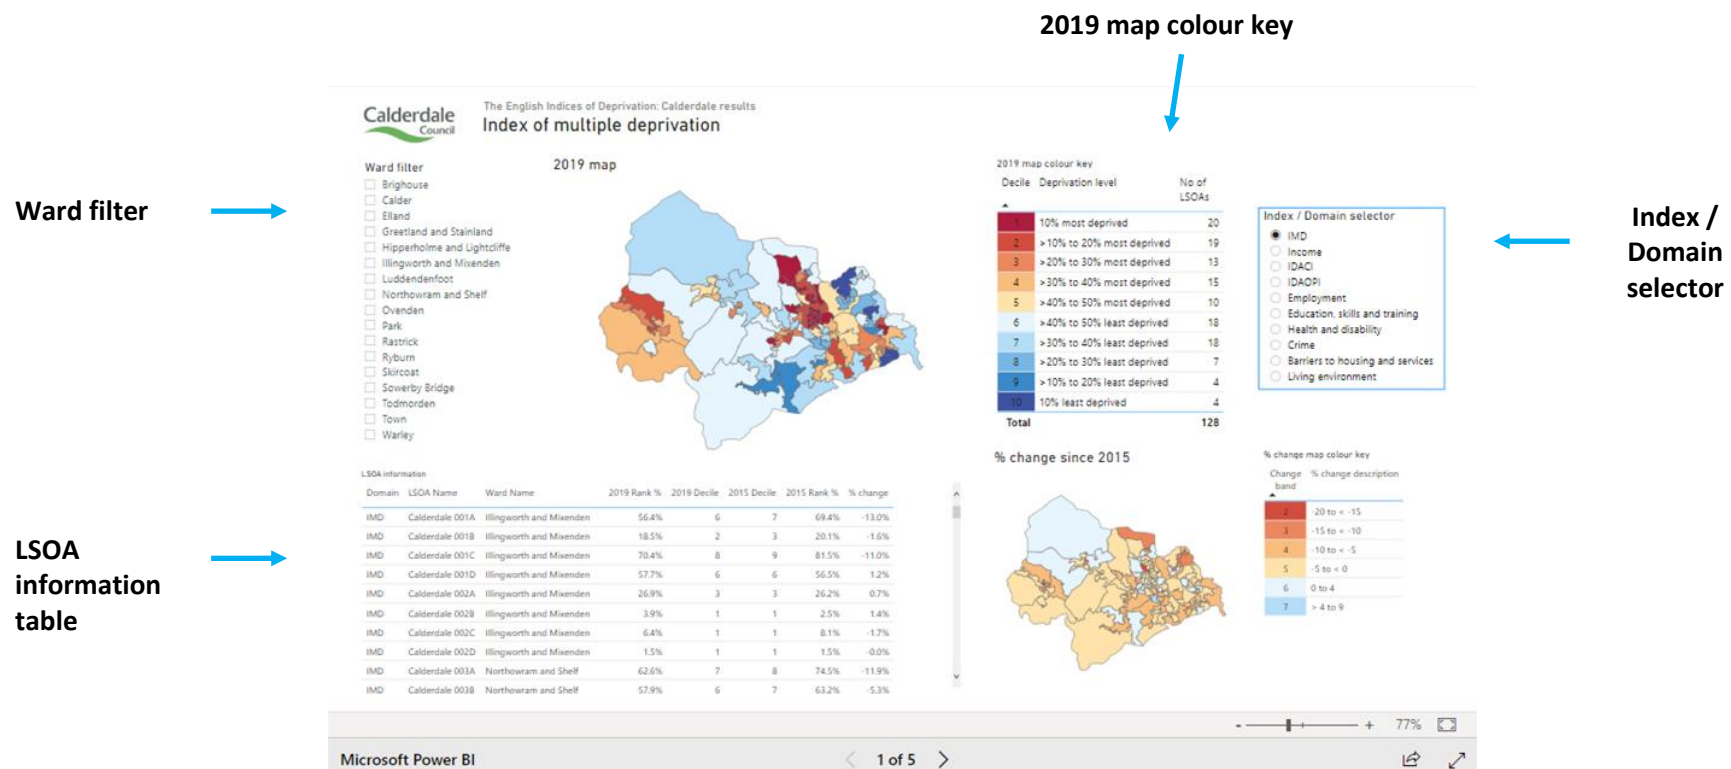 2019 map colour key
Calderdale
Council
The English Indices of Deprivation: Calderdale results
Index of multiple deprivation
Ward filter
Ward filter
Brighouse
Calder
Elland
Greetland and Stainland
Hipperholme and Lightcliffe
Illingworth and Mixenden
Luddendenfoot
Northowram and Shelf
Ovenden
Park
Rastrick
Ryburn
Skircoat
Sowerby Bridge
Todmorden
Town
Warley
2019 map
2019 map colour key
Decile Deprivation level No of
LSOAs
1 10% most deprived 20
2 >10% to 20% most deprived 19
3 >20% to 30% most deprived 13
4 >30% to 40% most deprived 15
5 >40% to 50% most deprived 10
6 >40% to 50% least deprived 18
7 >30% to 40% least deprived 18
8 >20% to 30% least deprived 7
9 >10% to 20% least deprived 4
10 10% least deprived 4
Total 128
Index / Domain selector
IMD
Income
IDACI
IDAOPI
Employment
Education, skills and training
Health and disability
Crime
Barriers to housing and services
Living environment
Index /
Domain
selector
LSOA
information
table
LSOA information
Domain LSOA Name Ward Name 2019 Rank % 2019 Decile 2015 Decile 2015 Rank % % change
IMD Calderdale 001A Illingworth and Mixenden 56.4% 6 7 69.4% -13.0%
IMD Calderdale 001B Illingworth and Mixenden 18.5% 2 3 20.1% -1.6%
IMD Calderdale 001C Illingworth and Mixenden 70.4% 8 9 81.5% -11.0%
IMD Calderdale 001D Illingworth and Mixenden 57.7% 6 6 56.5% 1.2%
IMD Calderdale 002A Illingworth and Mixenden 26.9% 3 3 26.2% 0.7%
IMD Calderdale 002B Illingworth and Mixenden 3.9% 1 1 2.5% 1.4%
IMD Calderdale 002C Illingworth and Mixenden 6.4% 1 1 8.1% -1.7%
IMD Calderdale 002D Illingworth and Mixenden 1.5% 1 1 1.5% -0.0%
IMD Calderdale 003A Northowram and Shelf 62.6% 7 8 74.5% -11.9%
IMD Calderdale 003B Northowram and Shelf 57.9% 6 7 63.2% -5.3%
% change since 2015
% change map colour key
Change % change description
band
2 -20 to < -15
3 -15 to < -10
4 -10 to < -5
5 -5 to < 0
6 0 to 4
7 > 4 to 9
- + 77%
Microsoft Power BI
< 1 of 5 >